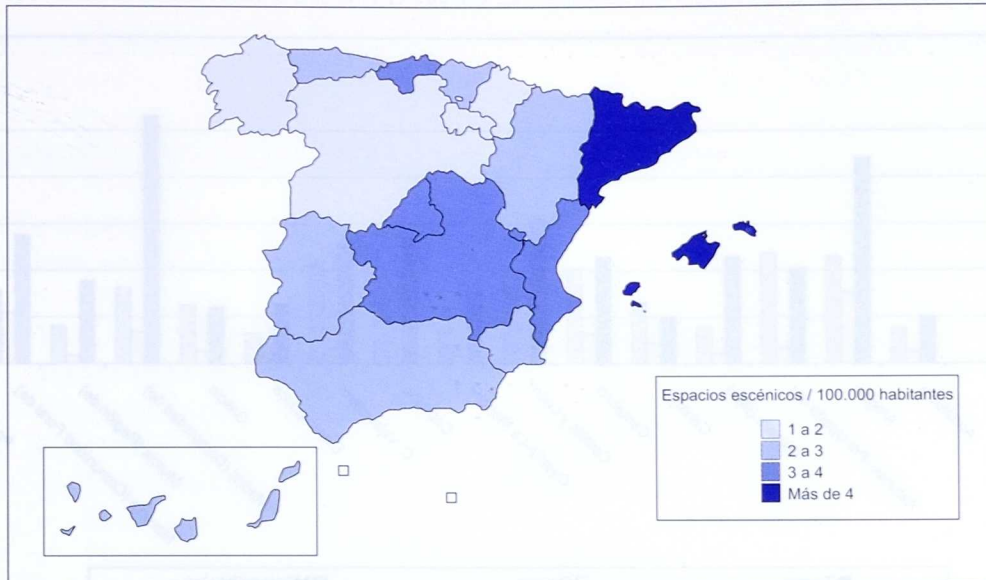 Espacios escénicos / 100.000 habitantes
1 a 2
2 a 3
3 a 4
Más de 4